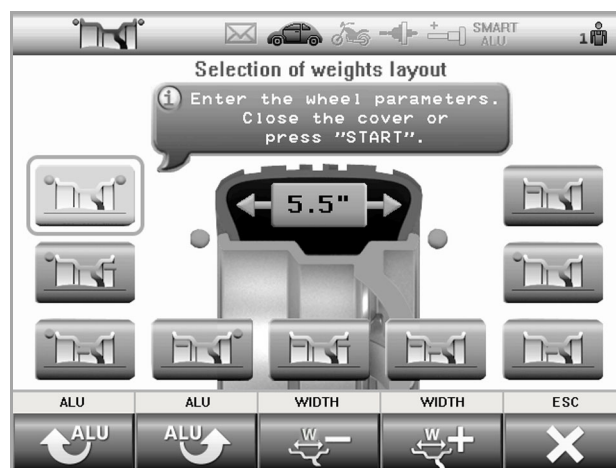 SMART
ALU
1
Selection of weights layout
i Enter the wheel parameters.
Close the cover or
press "START".
5.5"
ALU ALU WIDTH WIDTH ESC
ALU ALU W W